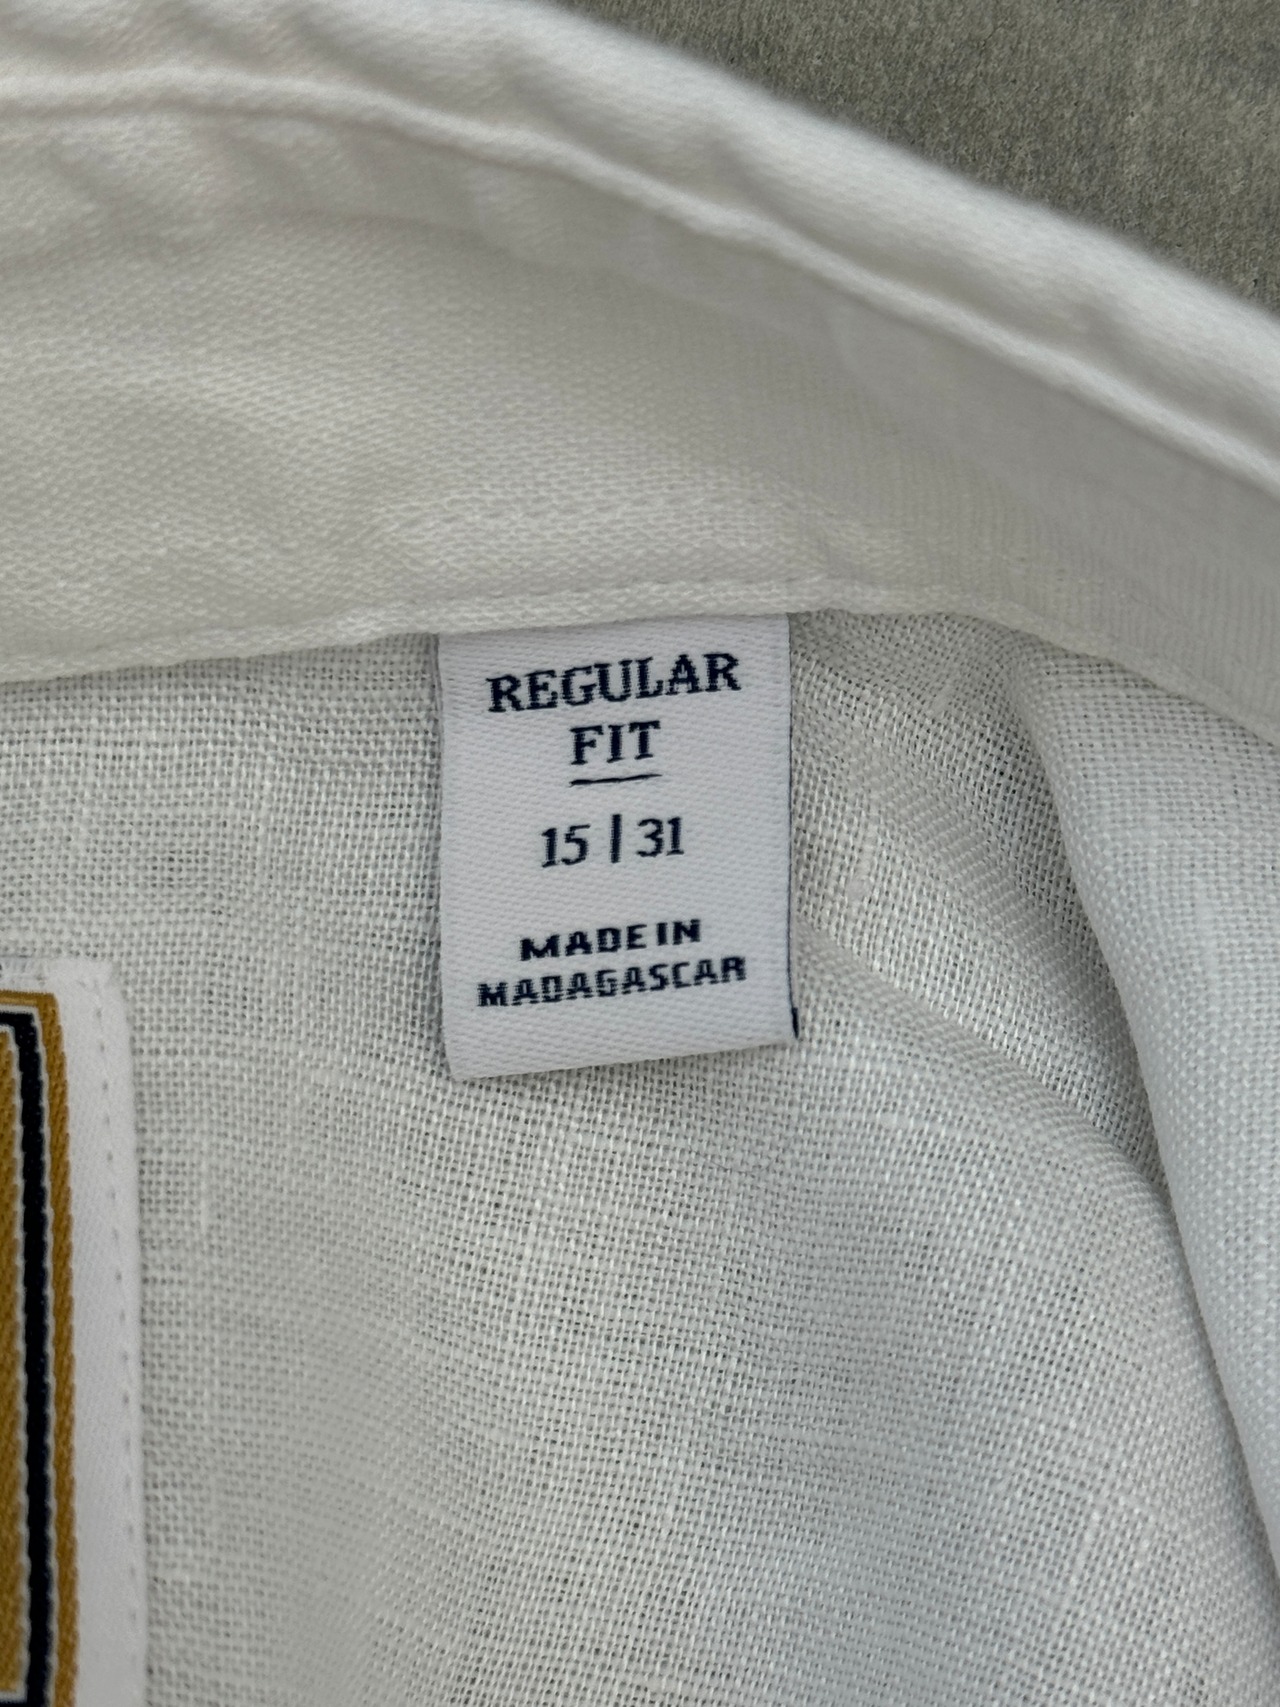 REGULAR
FIT
15 | 31
MADE IN
MADAGASCAR